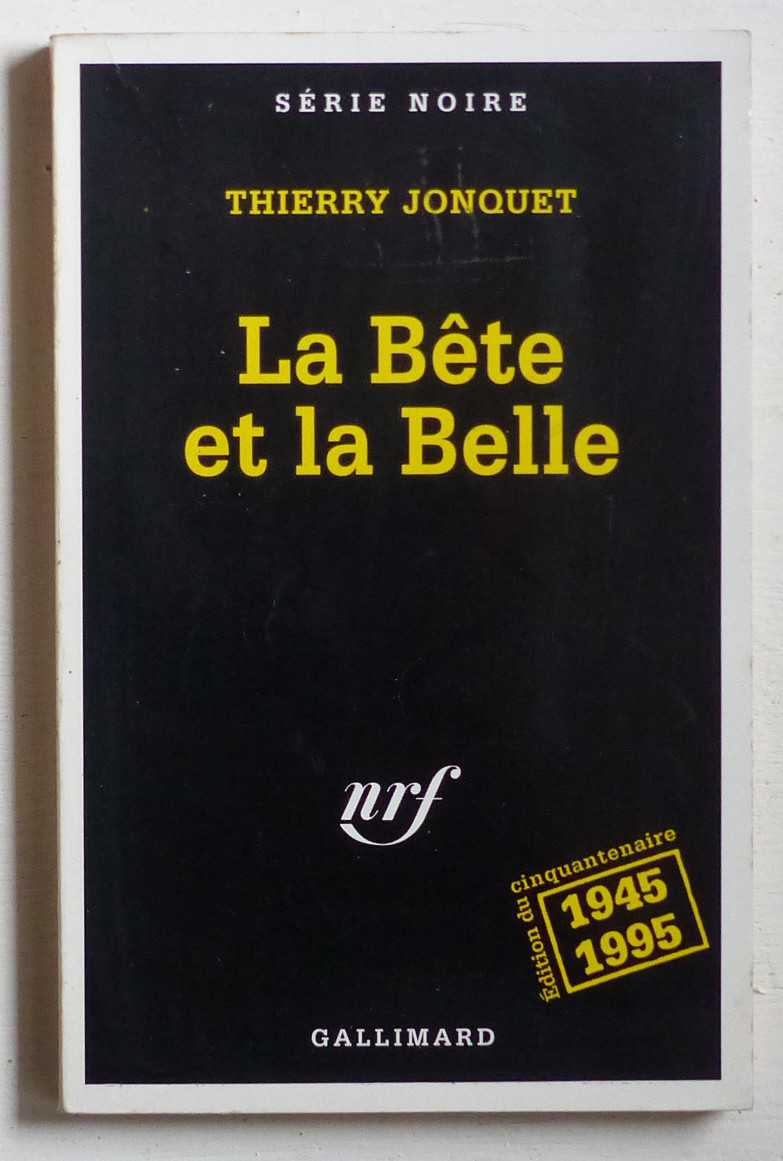 SÉRIE NOIRE
THIERRY JONQUET
La Bête
et la Belle
nrf
Édition du cinquantenaire
1945
1995
GALLIMARD